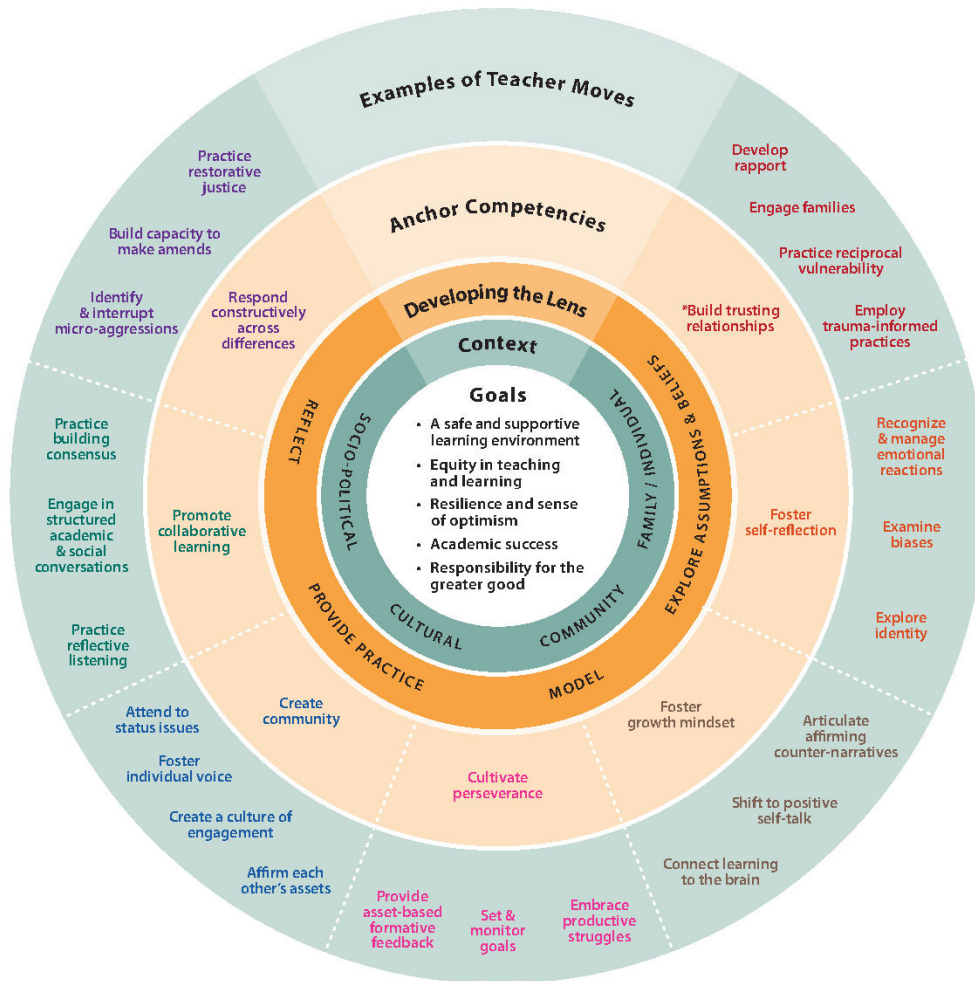 Examples of Teacher Moves
Anchor Competencies
Developing the Lens
Context
Goals
• A safe and supportive
learning environment
• Equity in teaching
and learning
• Resilience and sense
of optimism
• Academic success
• Responsibility for the
greater good
SOCIO-POLITICAL
CULTURAL
COMMUNITY
FAMILY / INDIVIDUAL
REFLECT
PROVIDE PRACTICE
MODEL
EXPLORE ASSUMPTIONS & BELIEFS
*Build trusting
relationships
Develop
rapport
Engage families
Practice reciprocal
vulnerability
Employ
trauma-informed
practices
Foster
self-reflection
Recognize
& manage
emotional
reactions
Examine
biases
Explore
identity
Foster
growth mindset
Articulate
affirming
counter-narratives
Shift to positive
self-talk
Connect learning
to the brain
Cultivate
perseverance
Embrace
productive
struggles
Set &
monitor
goals
Provide
asset-based
formative
feedback
Create
community
Affirm each
other's assets
Create a culture of
engagement
Foster
individual voice
Attend to
status issues
Promote
collaborative
learning
Practice
reflective
listening
Engage in
structured
academic
& social
conversations
Practice
building
consensus
Respond
constructively
across
differences
Identify
& interrupt
micro-aggressions
Build capacity to
make amends
Practice
restorative
justice